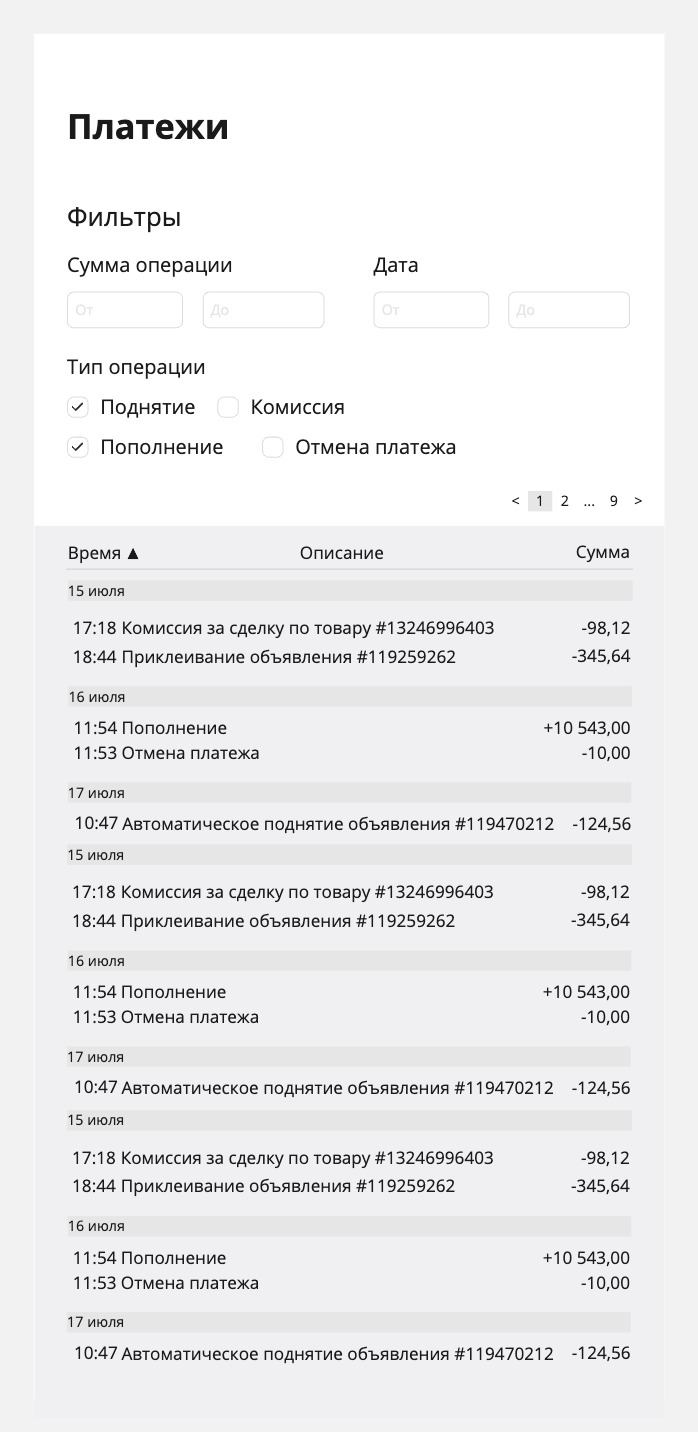 Платежи
Фильтры
Сумма операции Дата
От До От До
Тип операции
Поднятие Комиссия
Пополнение Отмена платежа
< 1 2 ... 9 >
Время ▲ Описание Сумма
15 июля
17:18 Комиссия за сделку по товару #13246996403 -98,12
18:44 Приклеивание объявления #119259262 -345,64
16 июля
11:54 Пополнение +10 543,00
11:53 Отмена платежа -10,00
17 июля
10:47 Автоматическое поднятие объявления #119470212 -124,56
15 июля
17:18 Комиссия за сделку по товару #13246996403 -98,12
18:44 Приклеивание объявления #119259262 -345,64
16 июля
11:54 Пополнение +10 543,00
11:53 Отмена платежа -10,00
17 июля
10:47 Автоматическое поднятие объявления #119470212 -124,56
15 июля
17:18 Комиссия за сделку по товару #13246996403 -98,12
18:44 Приклеивание объявления #119259262 -345,64
16 июля
11:54 Пополнение +10 543,00
11:53 Отмена платежа -10,00
17 июля
10:47 Автоматическое поднятие объявления #119470212 -124,56